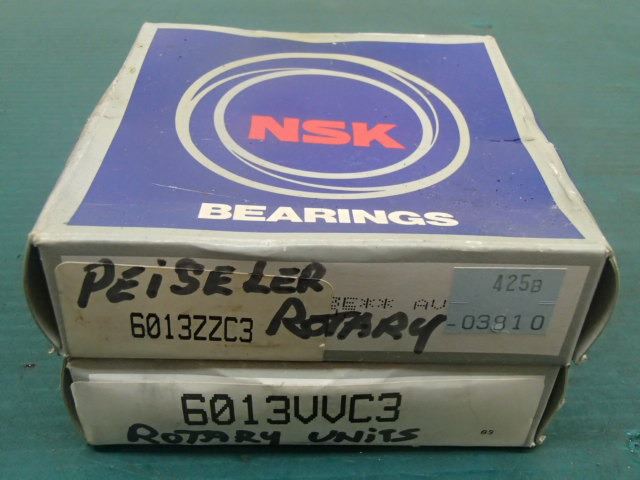 NSK
BEARINGS
PEiSELER
6013ZZC3 ROTARY
425B
-03810
6013VVC3
ROTARY UNiTS